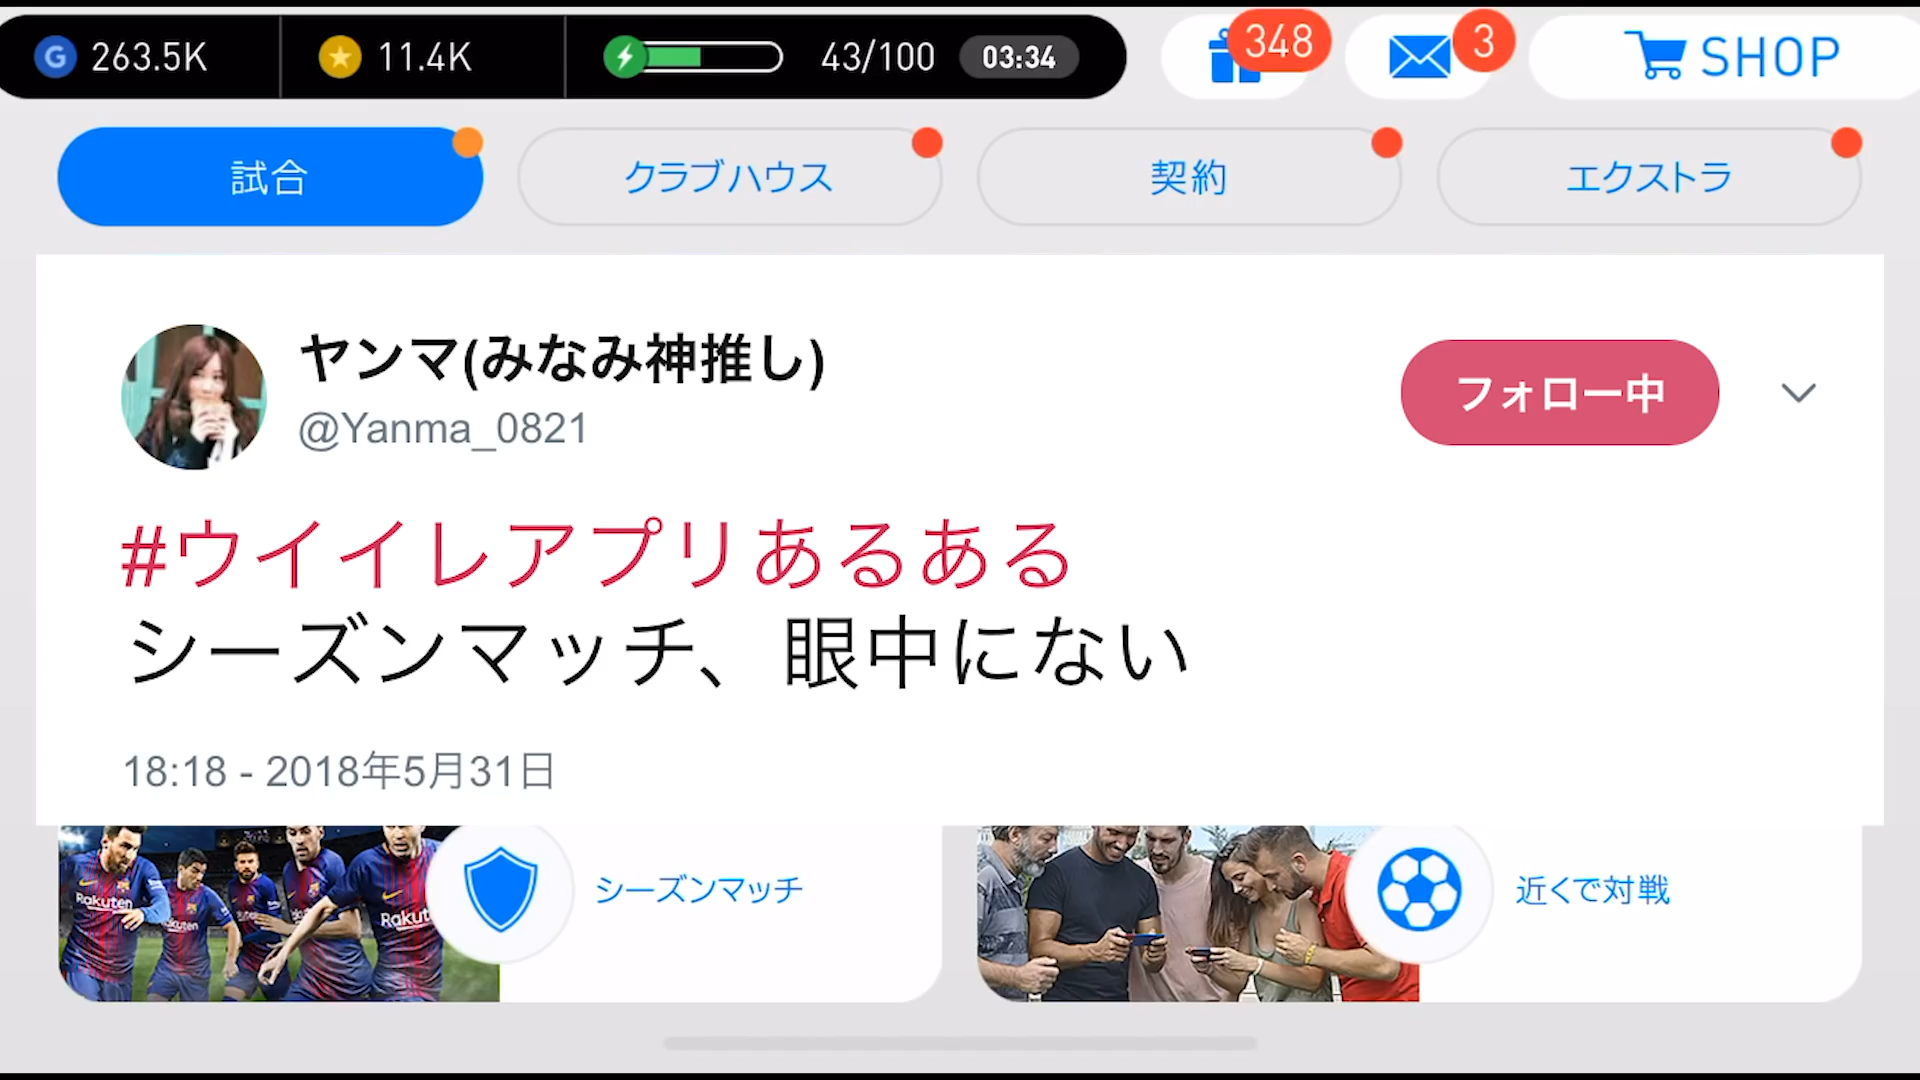 263.5K
11.4K
43/100
03:34
348
3
SHOP
試合
クラブハウス
契約
エクストラ
ヤンマ(みなみ神推し)
@Yanma_0821
フォロー中
#ウイイレアプリあるある
シーズンマッチ、眼中にない
18:18 - 2018年5月31日
Rakuten
Rakuten
Rakut
シーズンマッチ
近くで対戦